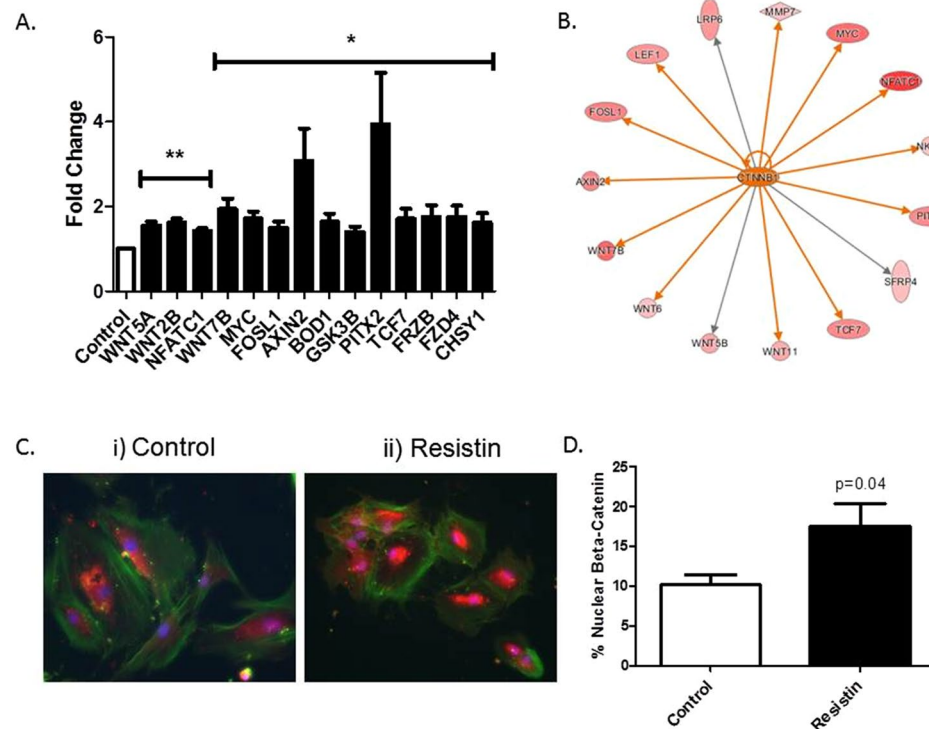 A.
6
4
2
0
Fold Change
**
*
Control
WNT5A
WNT2B
NFATC1
WNT7B
MYC
FOSL1
AXIN2
BOD1
GSK3B
PITX2
TCF7
FRZB
FZD4
CHSY1
B.
LRP6
MMP7
MYC
LEF1
NFATC1
FOSL1
NK
CTNNB1
AXIN2
PIT
WNT7B
SFRP4
WNT6
TCF7
WNT5B
WNT11
C.
i) Control
ii) Resistin
D.
25
20
15
10
5
0
% Nuclear Beta-Catenin
p=0.04
Control
Resistin